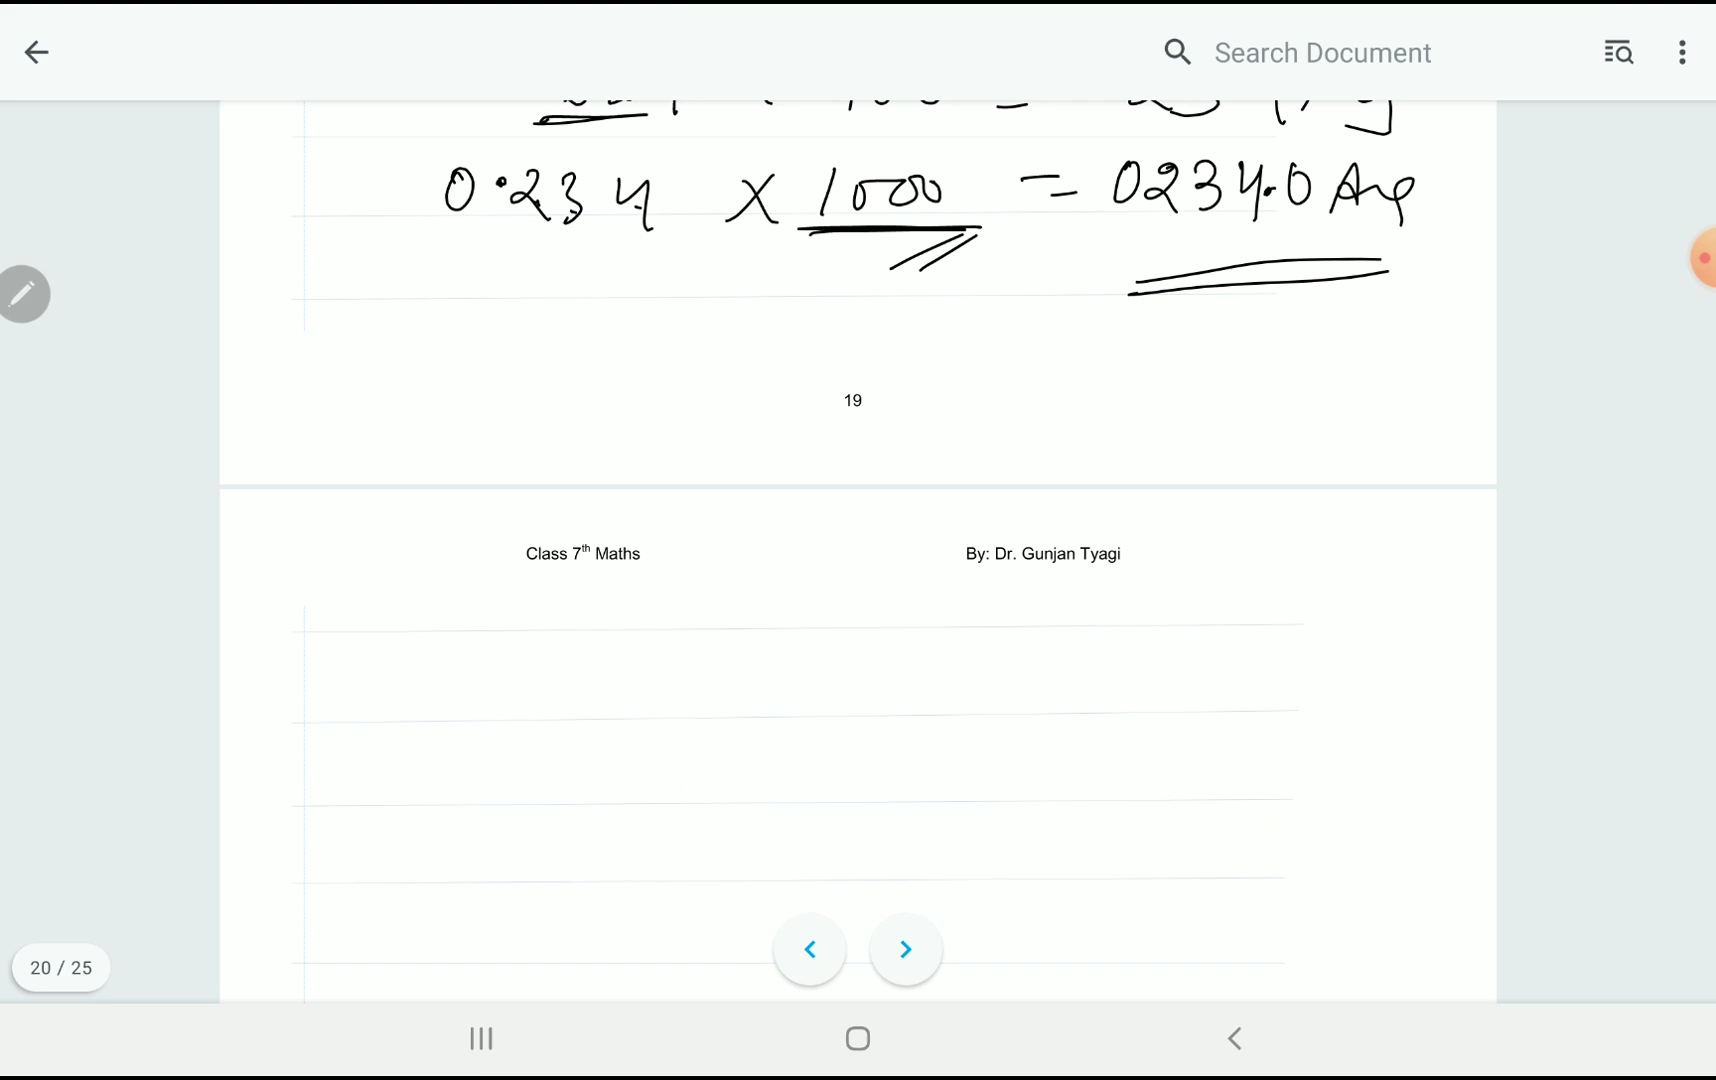 Search Document
0.234 × 1000 = 0234.0 Ans
19
Class 7th Maths By: Dr. Gunjan Tyagi
20 / 25